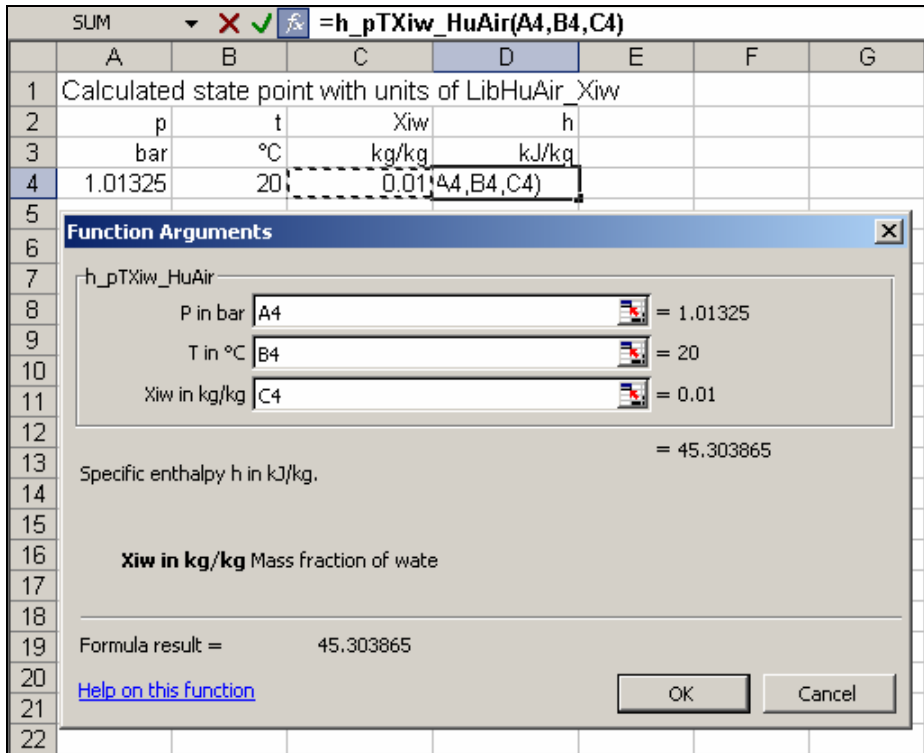 SUM =h_pTXiw_HuAir(A4,B4,C4)
A B C D E F G
1 Calculated state point with units of LibHuAir_Xiw
2 p t Xiw h
3 bar °C kg/kg kJ/kg
4 1.01325 20 0.01 A4,B4,C4)
5
6 Function Arguments
7 h_pTXiw_HuAir
8 P in bar A4 = 1.01325
9 T in °C B4 = 20
10
11 Xiw in kg/kg C4 = 0.01
12
= 45.303865
13 Specific enthalpy h in kJ/kg.
14
15
16 Xiw in kg/kg Mass fraction of wate
17
18
19 Formula result = 45.303865
20
Help on this function OK Cancel
21
22